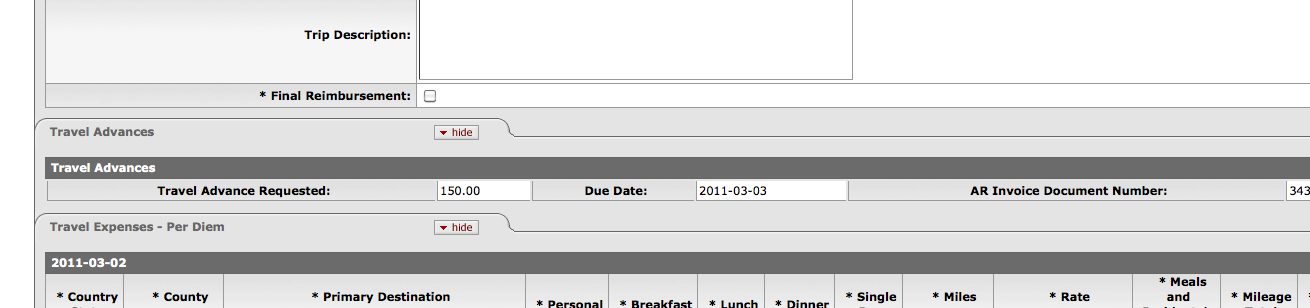 Trip Description:
* Final Reimbursement:
Travel Advances
hide
Travel Advances
Travel Advance Requested: 150.00 Due Date: 2011-03-03 AR Invoice Document Number: 343
Travel Expenses - Per Diem
hide
2011-03-02
* Country * County * Primary Destination * Personal * Breakfast * Lunch * Dinner * Single * Miles * Rate * Meals and * Mileage